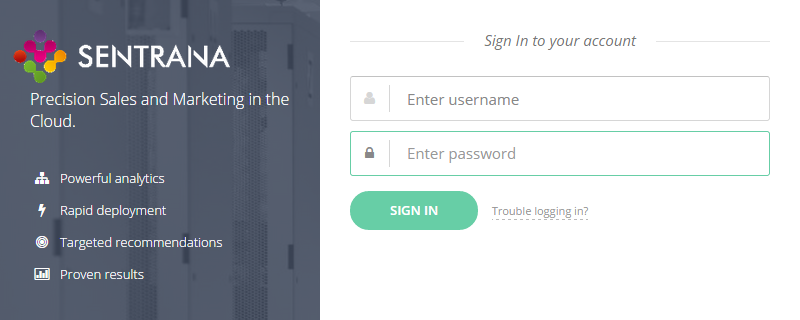 SENTRANA
Precision Sales and Marketing in the
Cloud.
Powerful analytics
Rapid deployment
Targeted recommendations
Proven results
Sign In to your account
Enter username
Enter password
SIGN IN
Trouble logging in?